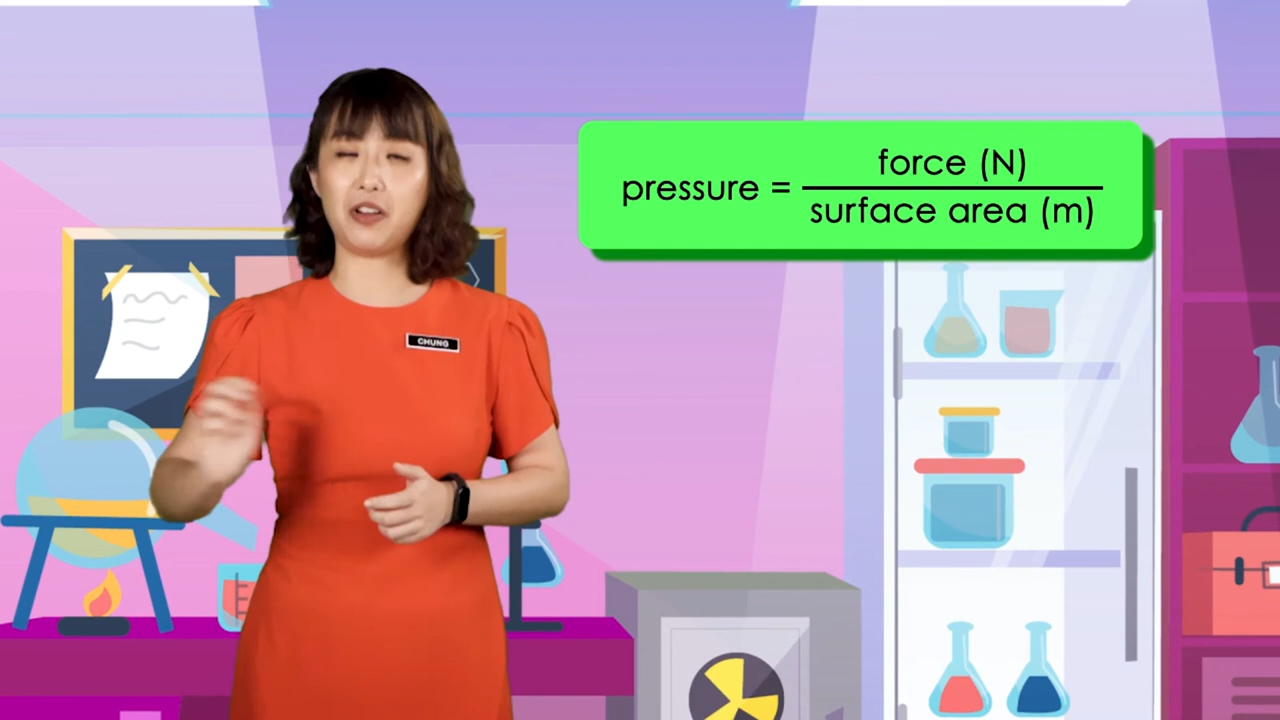 pressure = force (N)
surface area (m)
CHUNG